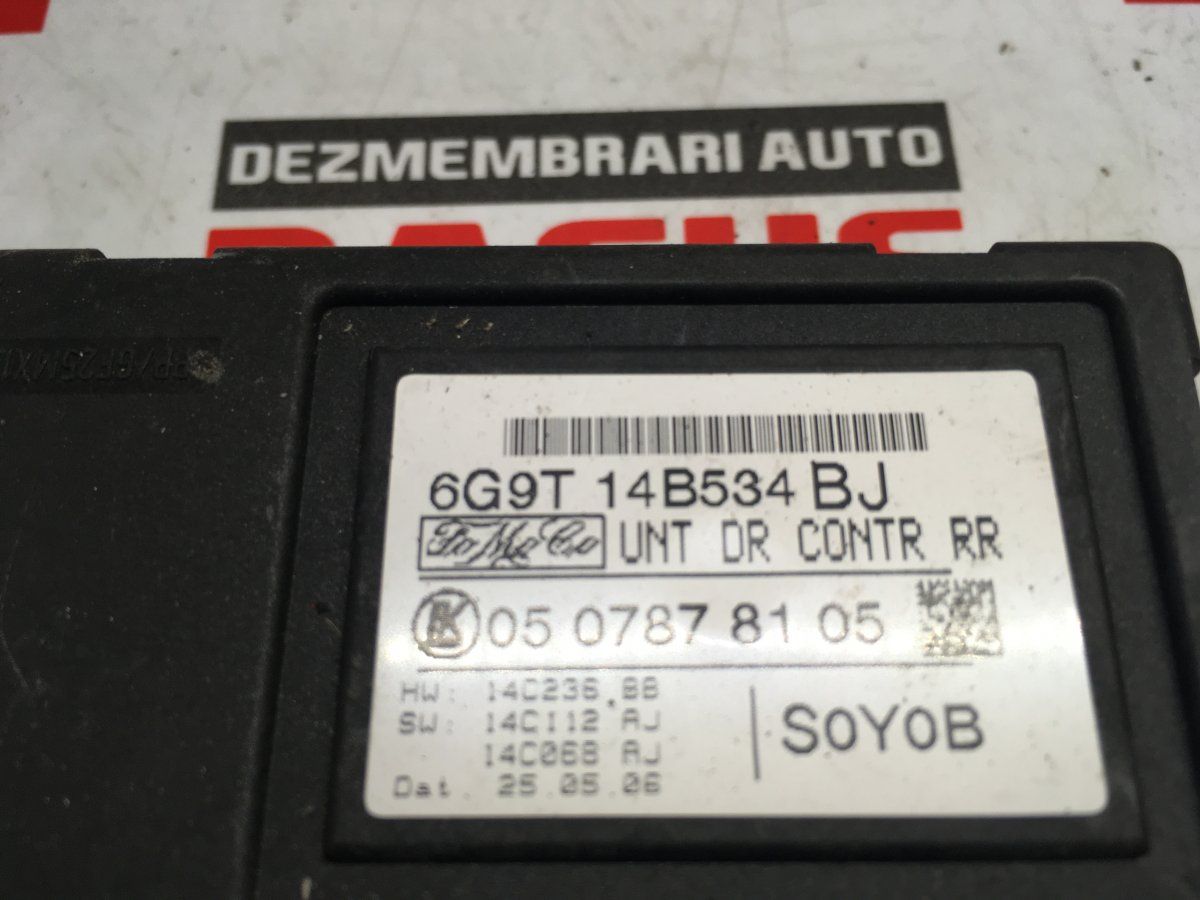 DEZMEMBRARI AUTO
6G9T 14B534 BJ
FoMoCo UNT DR CONTR RR
K 05 0787 81 05
HW: 14C236 BB
SW: 14C112 AJ
14C068 AJ
Dat. 25.05.06
S0Y0B